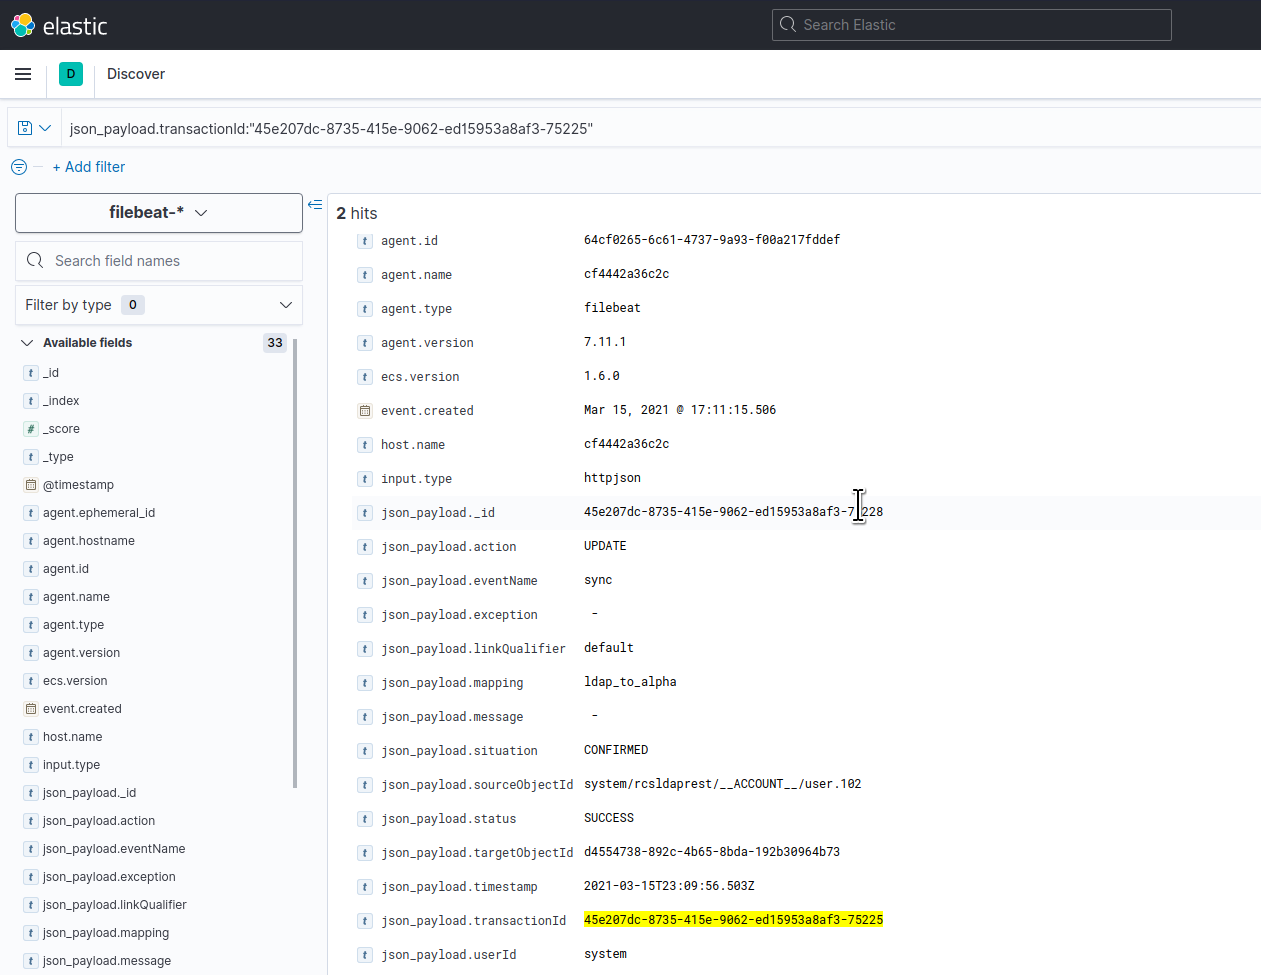 elastic
Search Elastic
D Discover
json_payload.transactionId:"45e207dc-8735-415e-9062-ed15953a8af3-75225"
+ Add filter
filebeat-*
Search field names
Filter by type 0
Available fields 33
t _id
t _index
# _score
t _type
@timestamp
t agent.ephemeral_id
t agent.hostname
t agent.id
t agent.name
t agent.type
t agent.version
t ecs.version
event.created
t host.name
t input.type
t json_payload._id
t json_payload.action
t json_payload.eventName
t json_payload.exception
t json_payload.linkQualifier
t json_payload.mapping
t json_payload.message
2 hits
t agent.id 64cf0265-6c61-4737-9a93-f00a217fddef
t agent.name cf4442a36c2c
t agent.type filebeat
t agent.version 7.11.1
t ecs.version 1.6.0
event.created Mar 15, 2021 @ 17:11:15.506
t host.name cf4442a36c2c
t input.type httpjson
t json_payload._id
t json_payload.action UPDATE
t json_payload.eventName sync
t json_payload.exception -
t json_payload.linkQualifier default
t json_payload.mapping ldap_to_alpha
t json_payload.message -
t json_payload.situation CONFIRMED
t json_payload.sourceObjectId system/rcsldaprest/__ACCOUNT__/user.102
t json_payload.status SUCCESS
t json_payload.targetObjectId d4554738-892c-4b65-8bda-192b30964b73
t json_payload.timestamp 2021-03-15T23:09:56.503Z
t json_payload.transactionId 45e207dc-8735-415e-9062-ed15953a8af3-75225
t json_payload.userId system